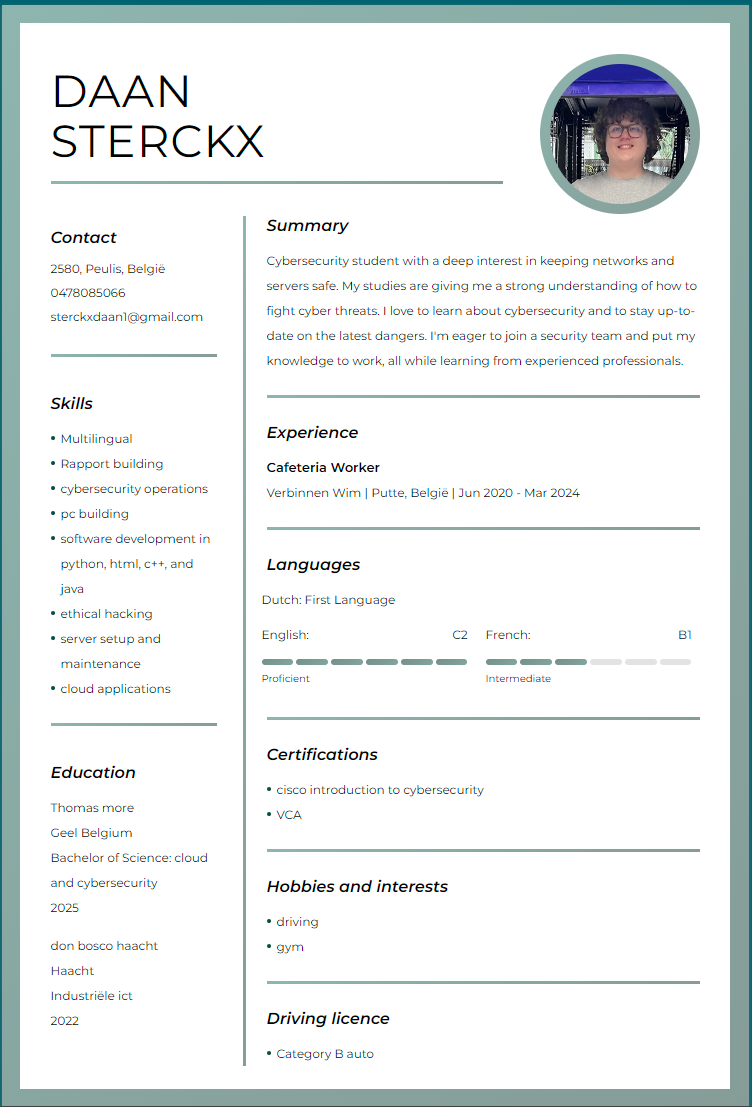 DAAN
STERCKX
Contact
2580, Peulis, België
0478085066
sterckxdaan1@gmail.com
Skills
Multilingual
Rapport building
cybersecurity operations
pc building
software development in
python, html, c++, and
java
ethical hacking
server setup and
maintenance
cloud applications
Education
Thomas more
Geel Belgium
Bachelor of Science: cloud
and cybersecurity
2025
don bosco haacht
Haacht
Industriële ict
2022
Summary
Cybersecurity student with a deep interest in keeping networks and
servers safe. My studies are giving me a strong understanding of how to
fight cyber threats. I love to learn about cybersecurity and to stay up-to-
date on the latest dangers. I'm eager to join a security team and put my
knowledge to work, all while learning from experienced professionals.
Experience
Cafeteria Worker
Verbinnen Wim | Putte, België | Jun 2020 - Mar 2024
Languages
Dutch: First Language
English: C2
Proficient
French: B1
Intermediate
Certifications
cisco introduction to cybersecurity
VCA
Hobbies and interests
driving
gym
Driving licence
Category B auto